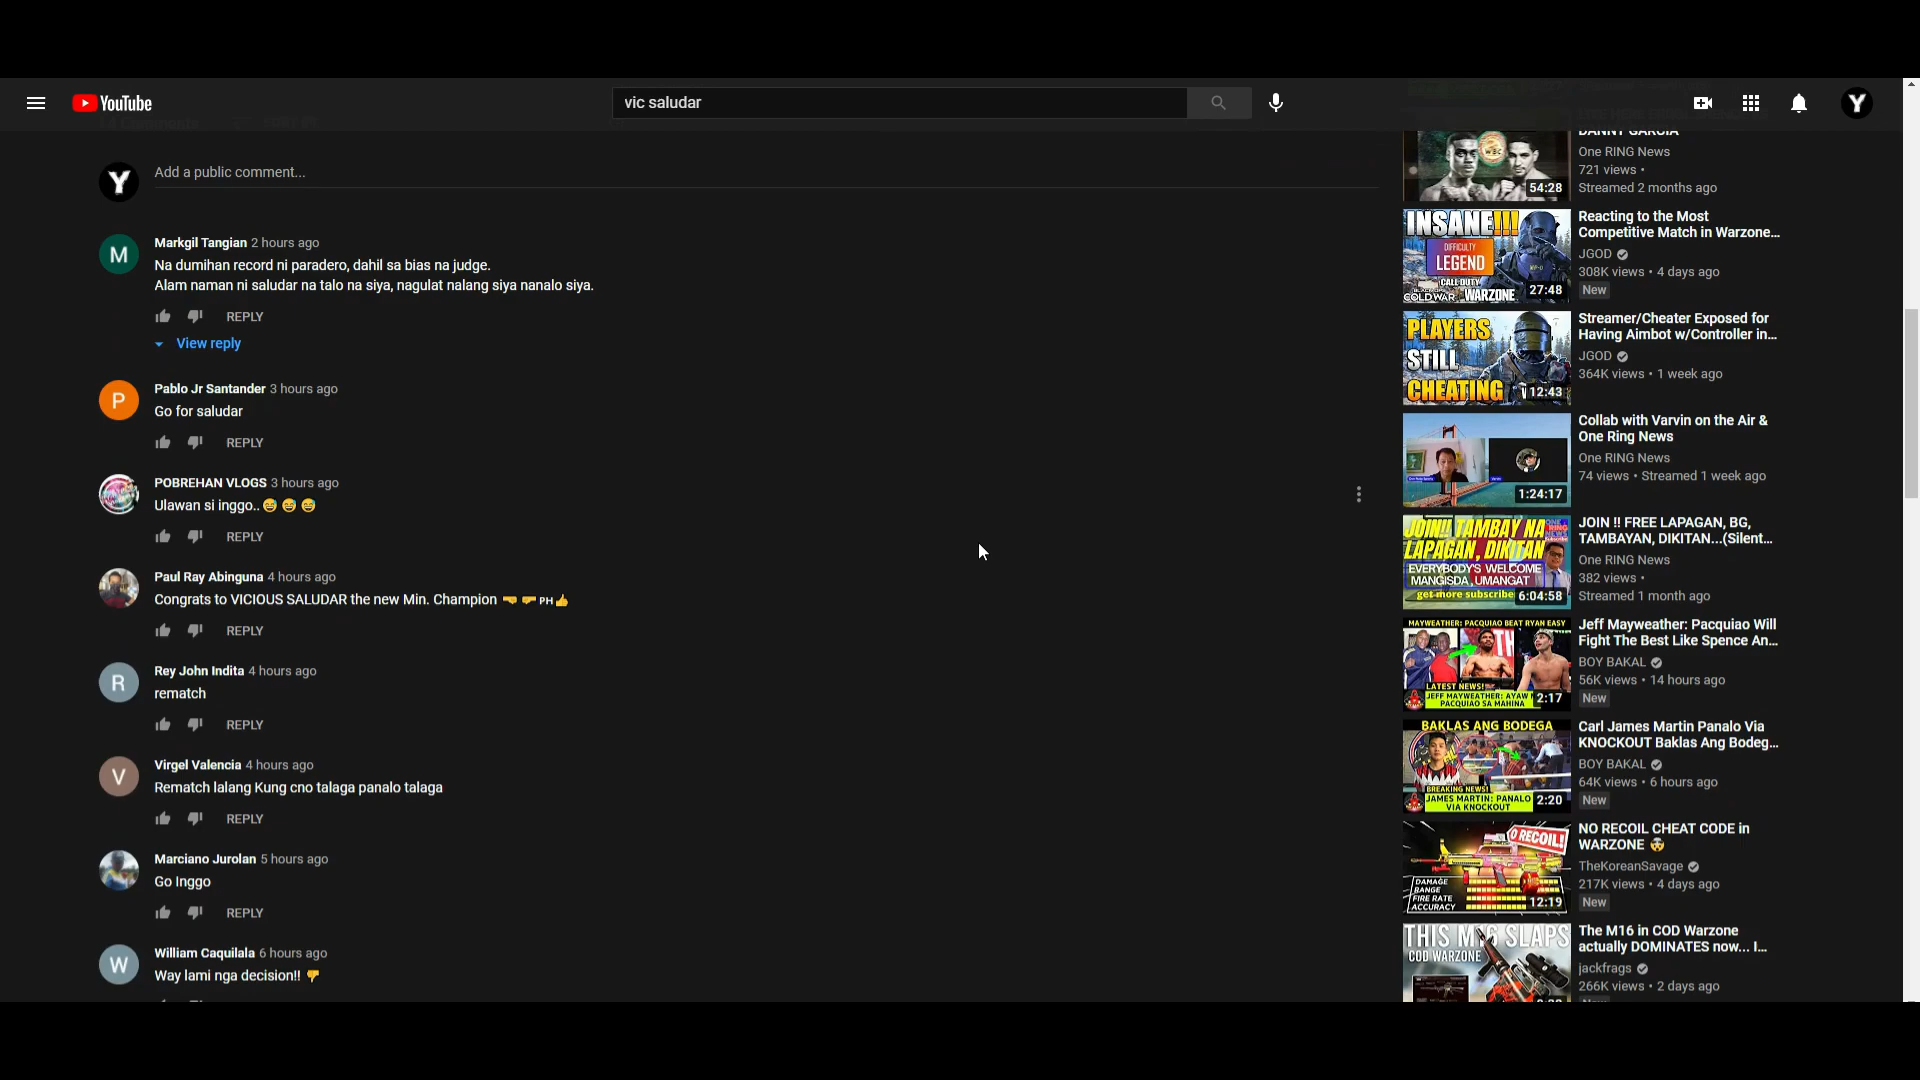 YouTube
vic saludar
Y
Y
Add a public comment...
M
Markgil Tangian 2 hours ago
Na dumihan record ni paradero, dahil sa bias na judge.
Alam naman ni saludar na talo na siya, nagulat nalang siya nanalo siya.
REPLY
View reply
P
Pablo Jr Santander 3 hours ago
Go for saludar
REPLY
POBREHAN VLOGS 3 hours ago
Ulawan si inggo..😅😅😅
REPLY
Paul Ray Abinguna 4 hours ago
Congrats to VICIOUS SALUDAR the new Min. Champion 🤜🤛PH👍
REPLY
R
Rey John Indita 4 hours ago
rematch
REPLY
V
Virgel Valencia 4 hours ago
Rematch lalang Kung cno talaga panalo talaga
REPLY
Marciano Jurolan 5 hours ago
Go Inggo
REPLY
W
William Caquilala 6 hours ago
Way lami nga decision!! 👎
DANNY GARCIA
One RING News
721 views •
Streamed 2 months ago
WBC
54:28
INSANE!!!
DIFFICULTY
LEGEND
CALL DUTY
COLD WAR WARZONE
27:48
Reacting to the Most
Competitive Match in Warzone...
JGOD
308K views • 4 days ago
New
PLAYERS
STILL
CHEATING
12:43
Streamer/Cheater Exposed for
Having Aimbot w/Controller in...
JGOD
364K views • 1 week ago
1:24:17
Collab with Varvin on the Air &
One Ring News
One RING News
74 views • Streamed 1 week ago
JOIN!! TAMBAY NA
LAPAGAN, DIKITAN
EVERYBODY'S WELCOME
MANGISDA, UMANGAT
get more subscribe
ONE RING NEWS
6:04:58
JOIN !! FREE LAPAGAN, BG,
TAMBAYAN, DIKITAN...(Silent...
One RING News
382 views •
Streamed 1 month ago
MAYWEATHER: PACQUIAO BEAT RYAN EASY
LATEST NEWS!
JEFF MAYWEATHER: AYAW
PACQUIAO SA MAHINA
2:17
Jeff Mayweather: Pacquiao Will
Fight The Best Like Spence An...
BOY BAKAL
56K views • 14 hours ago
New
BAKLAS ANG BODEGA
BREAKING NEWS!
JAMES MARTIN: PANALO
VIA KNOCKOUT
2:20
Carl James Martin Panalo Via
KNOCKOUT Baklas Ang Bodeg...
BOY BAKAL
64K views • 6 hours ago
New
0 RECOIL!
DAMAGE
RANGE
FIRE RATE
ACCURACY
12:19
NO RECOIL CHEAT CODE in
WARZONE 🤯
TheKoreanSavage
217K views • 4 days ago
New
THIS M16 SLAPS
COD WARZONE
The M16 in COD Warzone
actually DOMINATES now... I...
jackfrags
266K views • 2 days ago